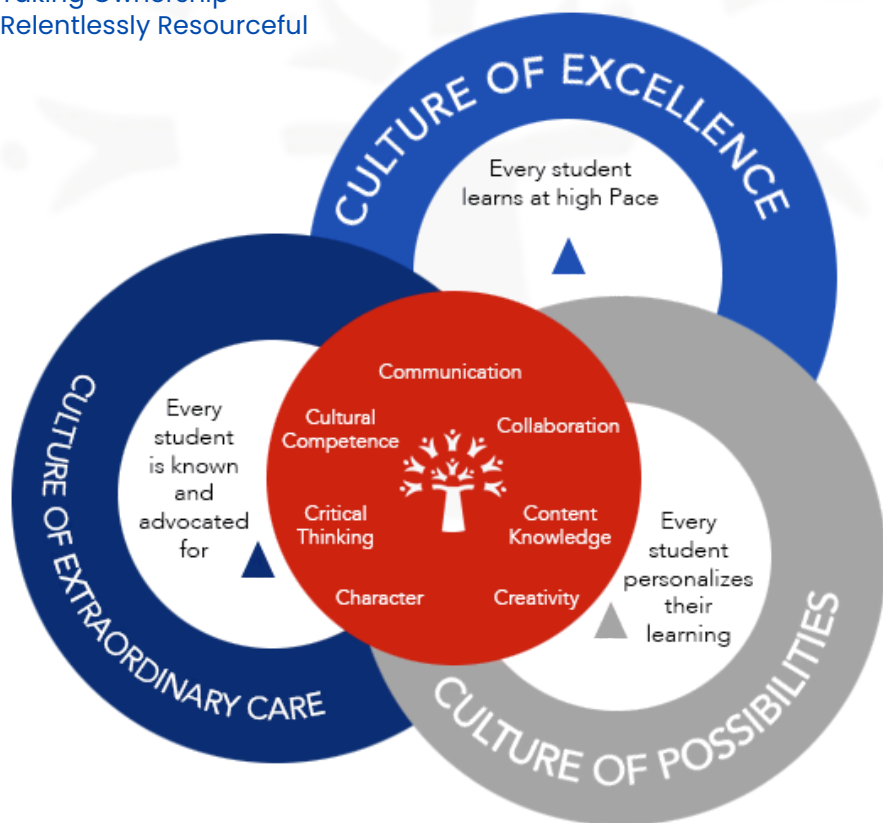 Taking Ownership
Relentlessly Resourceful
CULTURE OF EXCELLENCE
Every student
learns at high Pace
CULTURE OF EXTRAORDINARY CARE
Every
student
is known
and
advocated
for
Communication
Cultural
Competence
Collaboration
Critical
Thinking
Content
Knowledge
Character
Creativity
Every
student
personalizes
their
learning
CULTURE OF POSSIBILITIES